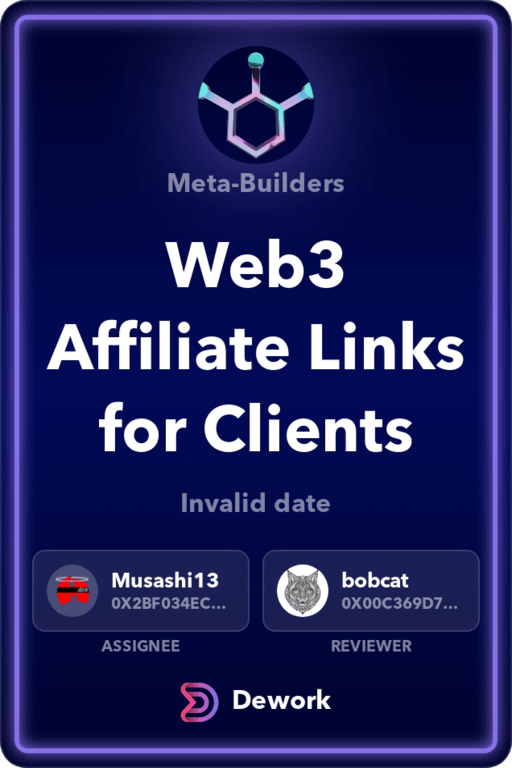 Meta-Builders
Web3
Affiliate Links
for Clients
Invalid date
Musashi13
0X2BF034EC...
ASSIGNEE
bobcat
0X00C369D7...
REVIEWER
Dework